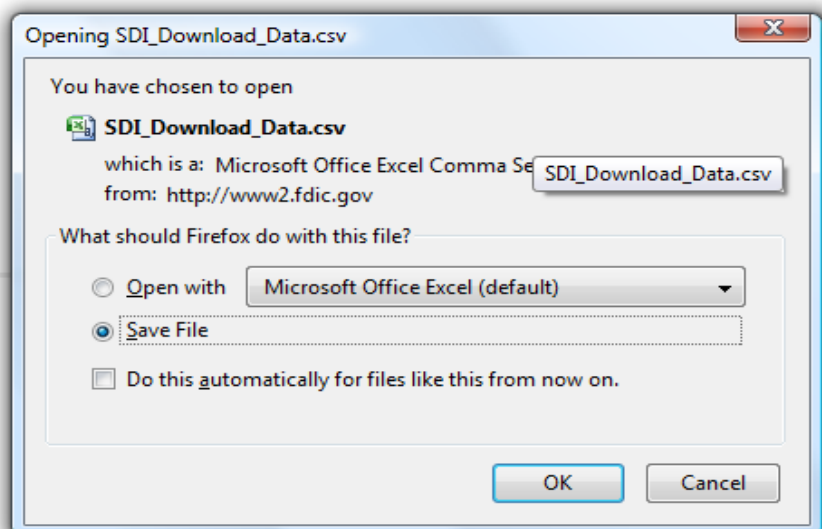 Opening SDI_Download_Data.csv
You have chosen to open
SDI_Download_Data.csv
which is a: Microsoft Office Excel Comma Se
SDI_Download_Data.csv
from: http://www2.fdic.gov
What should Firefox do with this file?
Open with Microsoft Office Excel (default)
Save File
Do this automatically for files like this from now on.
OK Cancel